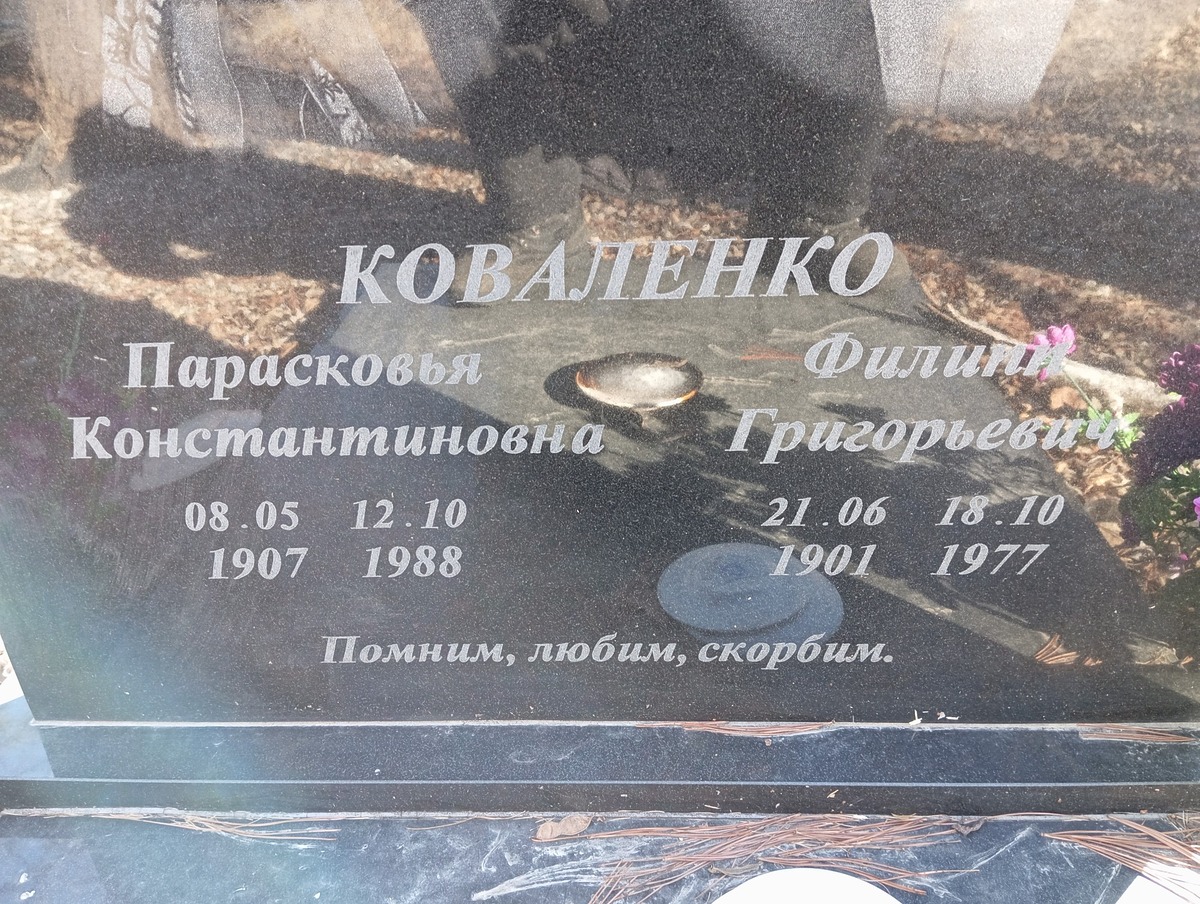 КОВАЛЕНКО
Парасковья
Константиновна
08.05 12.10
1907 1988
Филипп
Григорьевич
21.06 18.10
1901 1977
Помним, любим, скорбим.